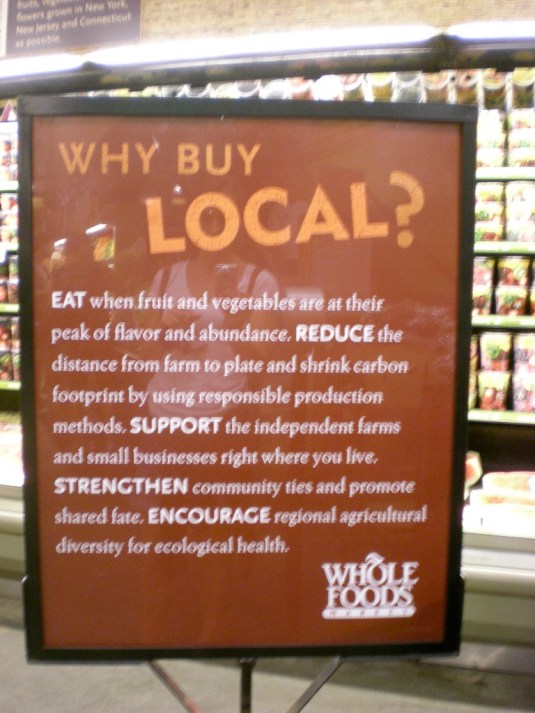 fruits, vegetables
flowers grown in New York,
New Jersey and Connecticut
as possible.
WHY BUY
LOCAL?
EAT when fruit and vegetables are at their
peak of flavor and abundance. REDUCE the
distance from farm to plate and shrink carbon
footprint by using responsible production
methods. SUPPORT the independent farms
and small businesses right where you live.
STRENGTHEN community ties and promote
shared fate. ENCOURAGE regional agricultural
diversity for ecological health.
WHOLE
FOODS
MARKET